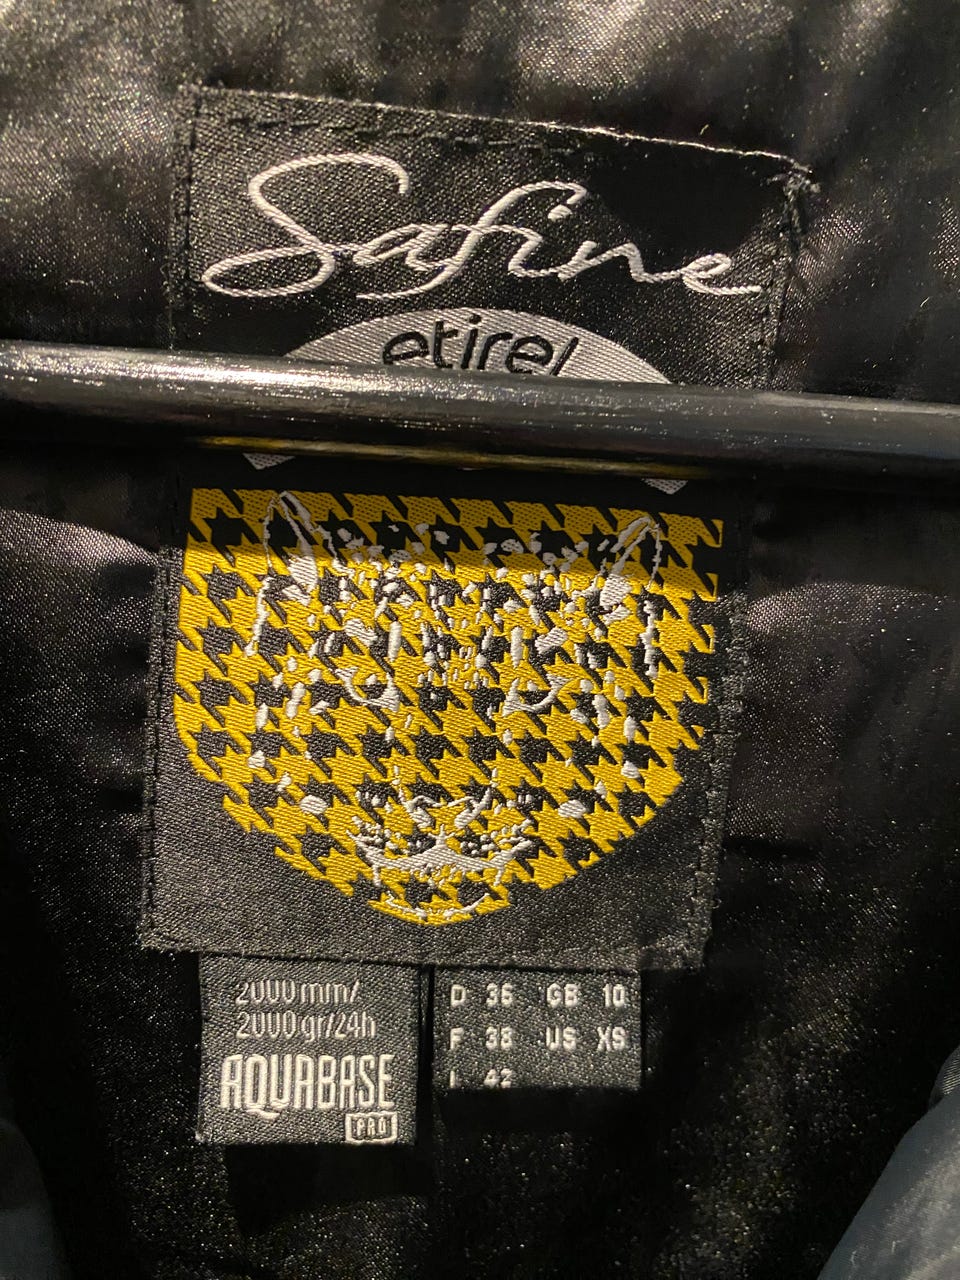 Safine
etirel
2000 mm/
2000 gr/24h
AQUABASE
PRO
D 36 GB 10
F 38 US XS
I 42